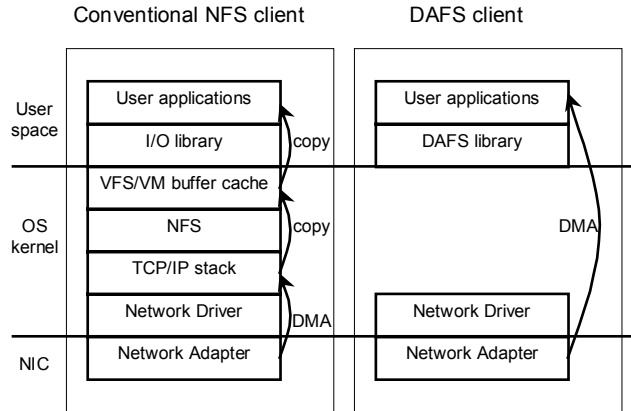 Conventional NFS client
DAFS client
User
space
User applications
I/O library
copy
User applications
DAFS library
OS
kernel
VFS/VM buffer cache
NFS
copy
TCP/IP stack
Network Driver
DMA
DMA
Network Driver
NIC
Network Adapter
Network Adapter